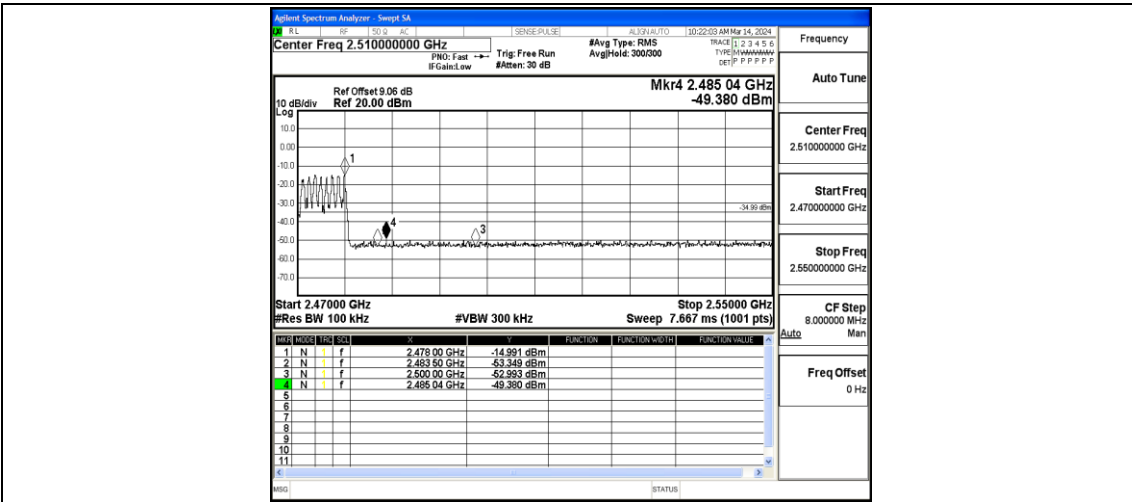 Agilent Spectrum Analyzer - Swept SA
RL RF 50 Ω AC SENSE:PULSE ALIGN AUTO 10:22:03 AM Mar 14, 2024
Center Freq 2.510000000 GHz
PNO: Fast
IFGain:Low
Trig: Free Run
#Atten: 30 dB
#Avg Type: RMS
Avg|Hold: 300/300
TRACE 1 2 3 4 5 6
TYPE MWWWWW
DET P P P P P P
Mkr4 2.485 04 GHz
-49.380 dBm
Ref Offset 9.06 dB
10 dB/div Ref 20.00 dBm
Log
10.0
0.00
-10.0
-20.0
-30.0
-40.0
-50.0
-60.0
-70.0
1
4
3
-34.99 dBm
Start 2.47000 GHz Stop 2.55000 GHz
#Res BW 100 kHz #VBW 300 kHz Sweep 7.667 ms (1001 pts)
MKR MODE TRC SCL X Y FUNCTION FUNCTION WIDTH FUNCTION VALUE
1 N 1 f 2.478 00 GHz -14.991 dBm
2 N 1 f 2.483 50 GHz -53.349 dBm
3 N 1 f 2.500 00 GHz -52.993 dBm
4 N 1 f 2.485 04 GHz -49.380 dBm
5
6
7
8
9
10
11
MSG STATUS
Frequency
Auto Tune
Center Freq
2.510000000 GHz
Start Freq
2.470000000 GHz
Stop Freq
2.550000000 GHz
CF Step
8.000000 MHz
Auto Man
Freq Offset
0 Hz